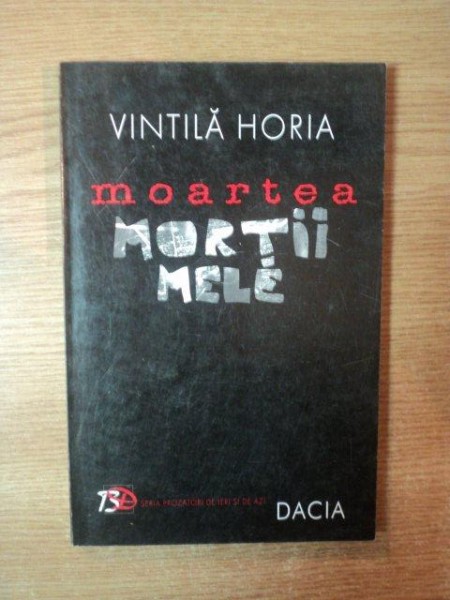 VINTILĂ HORIA
moartea
MORȚII
MELE
SERIA PROZATORI DE IERI ȘI DE AZI
DACIA